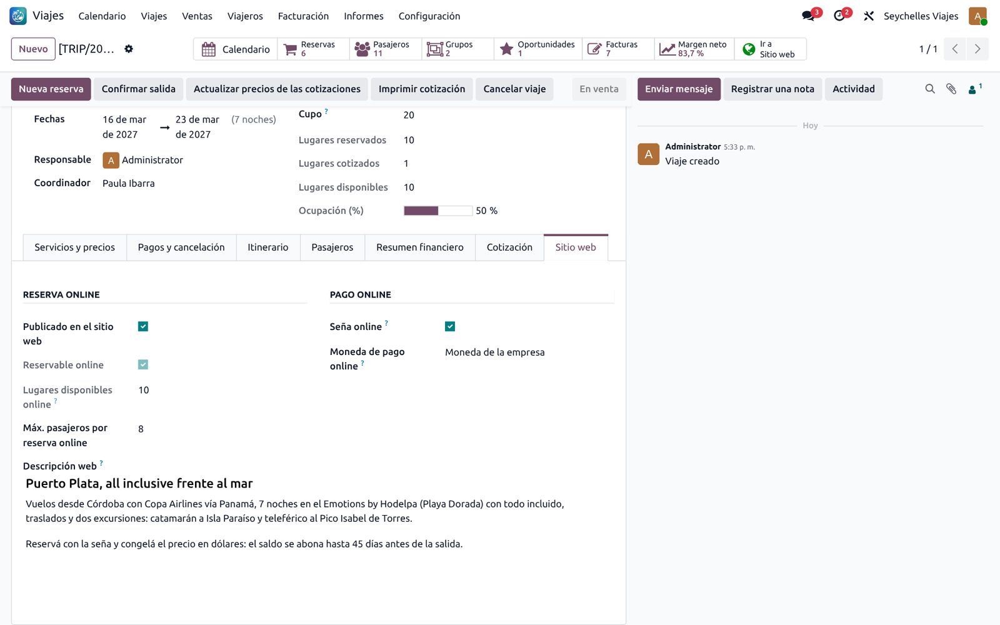 Viajes
Calendario
Viajes
Ventas
Viajeros
Facturación
Informes
Configuración
3
2
Seychelles Viajes
A
Nuevo
[TRIP/20...
Calendario
Reservas
6
Pasajeros
11
Grupos
2
Oportunidades
1
Facturas
7
Margen neto
83,7 %
Ir a
Sitio web
1 / 1
Nueva reserva
Confirmar salida
Actualizar precios de las cotizaciones
Imprimir cotización
Cancelar viaje
En venta
Enviar mensaje
Registrar una nota
Actividad
1
Fechas
16 de mar
de 2027
23 de mar
de 2027
(7 noches)
Responsable
A Administrator
Coordinador
Paula Ibarra
Cupo ?
20
Lugares reservados
10
Lugares cotizados
1
Lugares disponibles
10
Ocupación (%)
50 %
Hoy
A
Administrator 5:33 p. m.
Viaje creado
Servicios y precios
Pagos y cancelación
Itinerario
Pasajeros
Resumen financiero
Cotización
Sitio web
RESERVA ONLINE
Publicado en el sitio
web
Reservable online
Lugares disponibles
online ?
10
Máx. pasajeros por
reserva online
8
PAGO ONLINE
Seña online ?
Moneda de pago
online ?
Moneda de la empresa
Descripción web ?
Puerto Plata, all inclusive frente al mar
Vuelos desde Córdoba con Copa Airlines vía Panamá, 7 noches en el Emotions by Hodelpa (Playa Dorada) con todo incluido,
traslados y dos excursiones: catamarán a Isla Paraíso y teleférico al Pico Isabel de Torres.
Reservá con la seña y congelá el precio en dólares: el saldo se abona hasta 45 días antes de la salida.